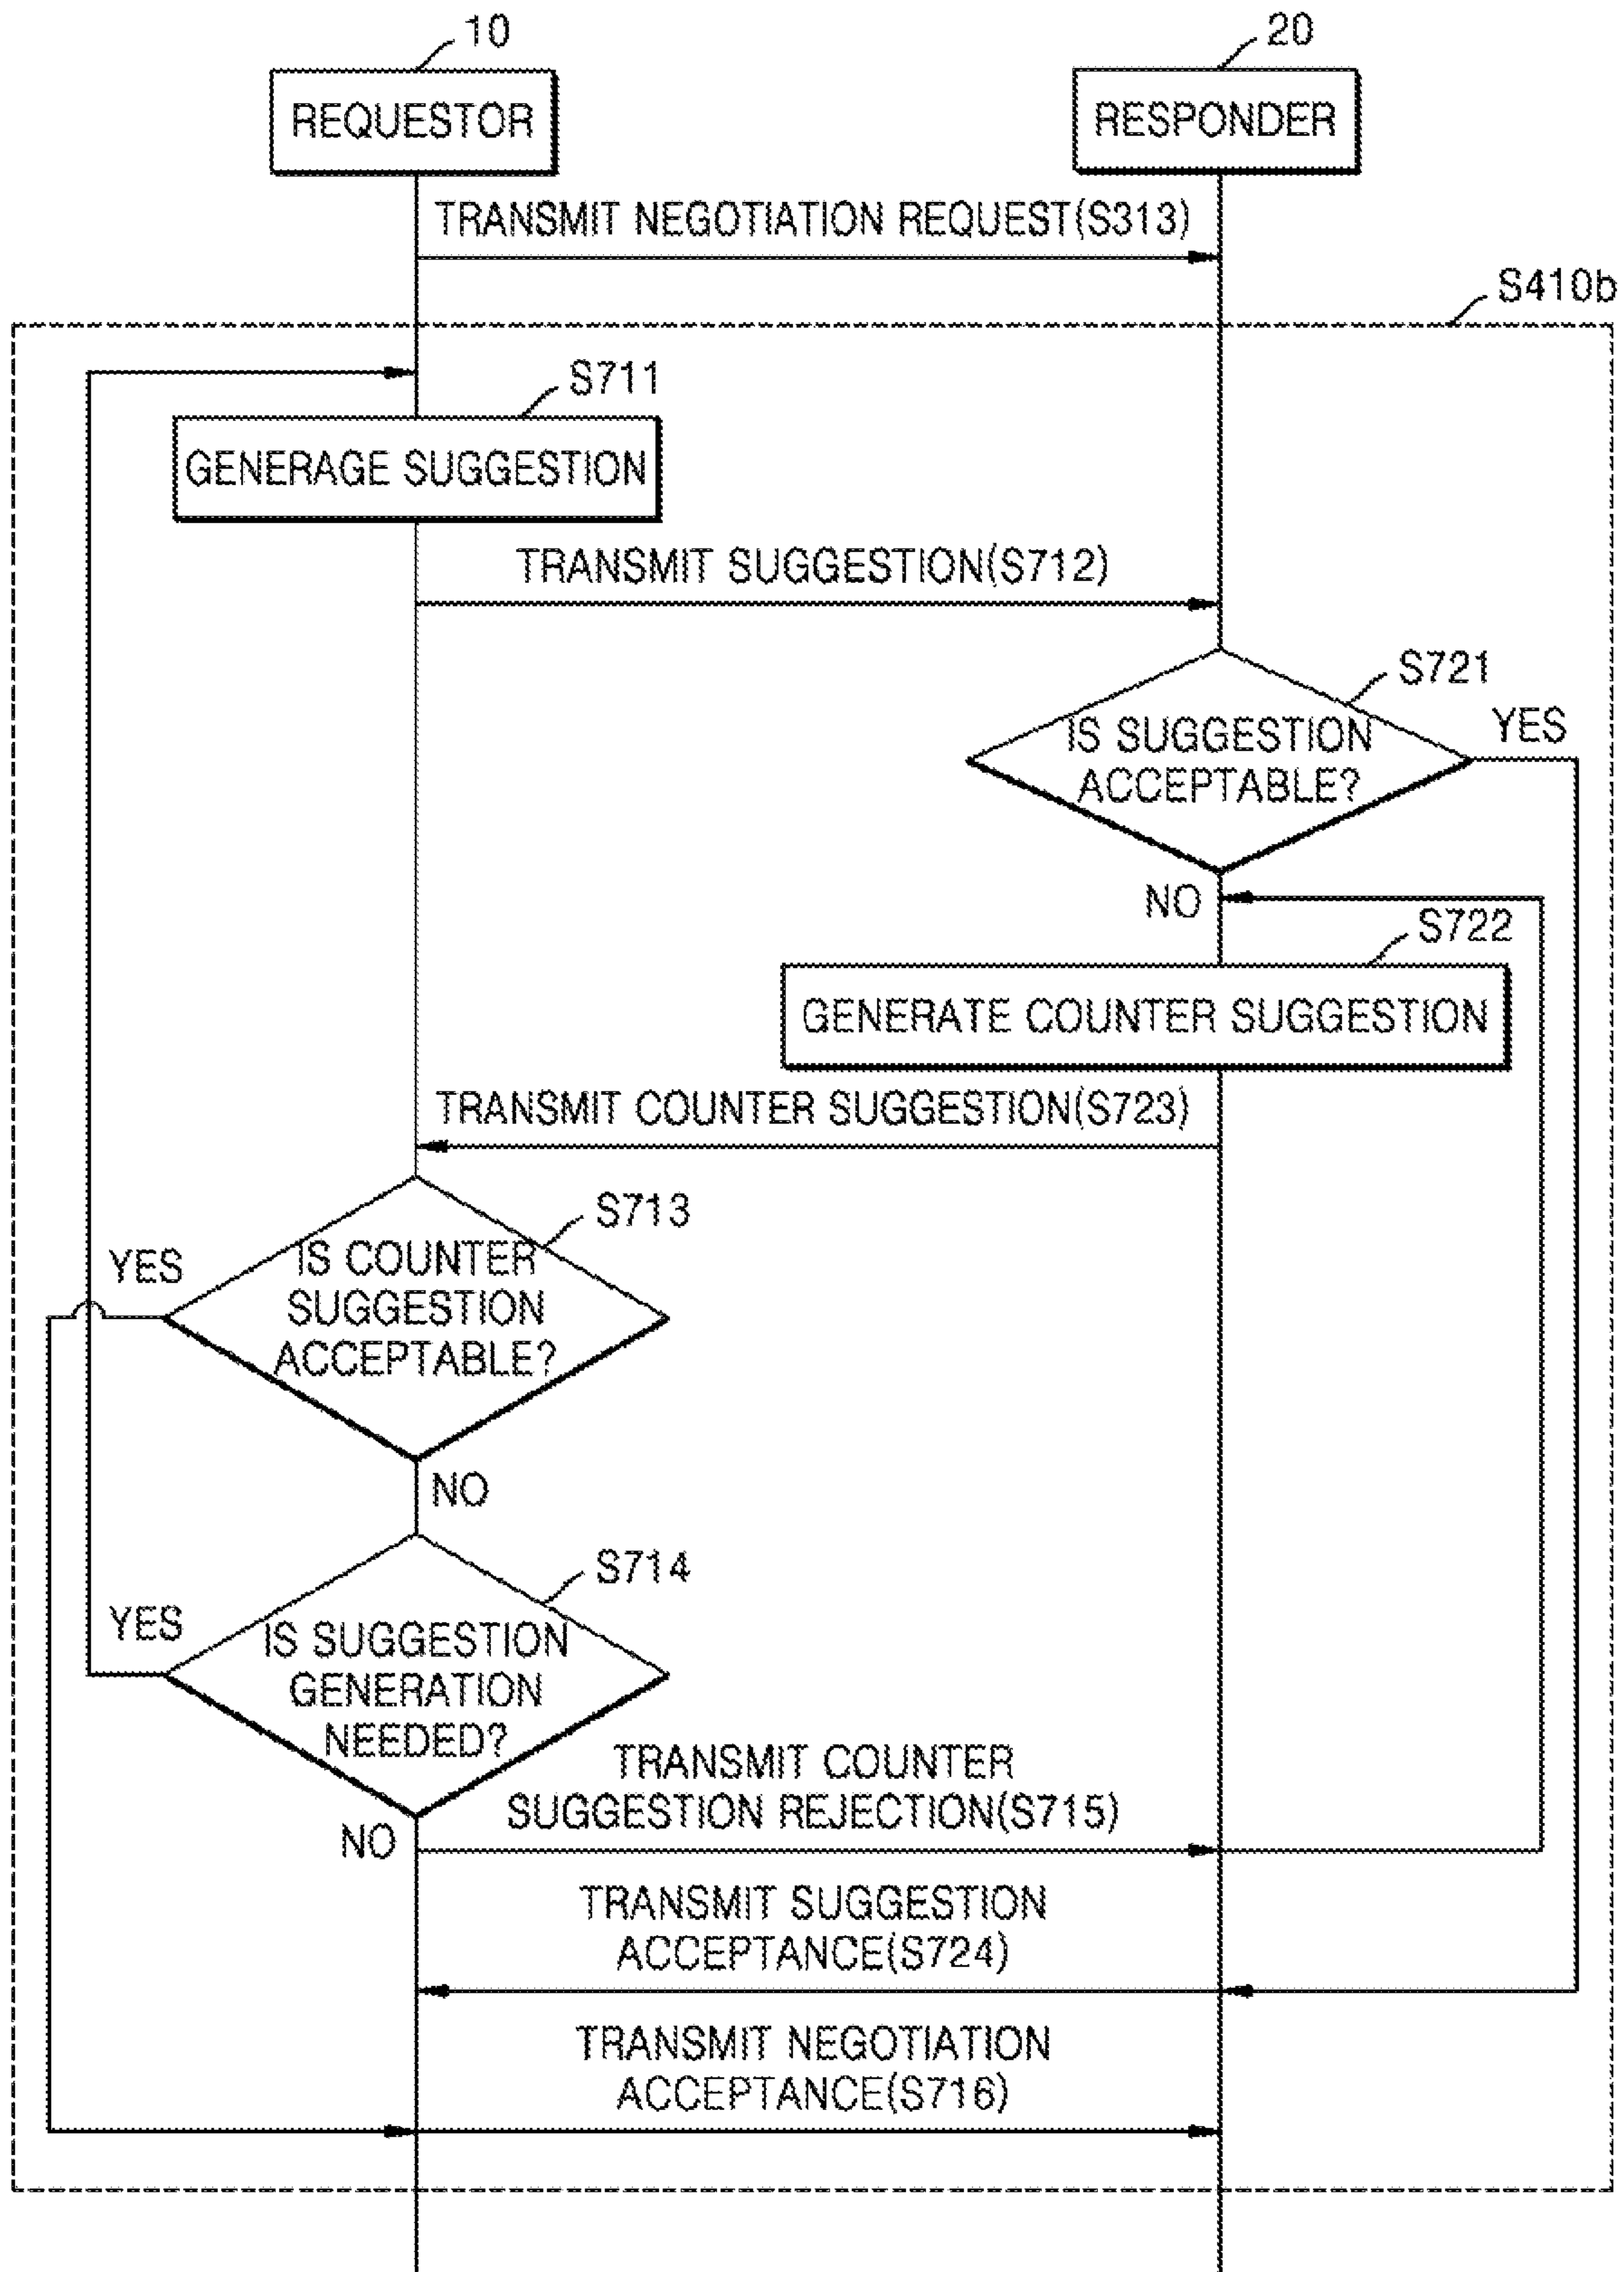 10
20
REQUESTOR
RESPONDER
TRANSMIT NEGOTIATION REQUEST(S313)
S410b
S711
GENERAGE SUGGESTION
TRANSMIT SUGGESTION(S712)
S721
IS SUGGESTION
ACCEPTABLE?
YES
NO
S722
GENERATE COUNTER SUGGESTION
TRANSMIT COUNTER SUGGESTION(S723)
S713
YES
IS COUNTER
SUGGESTION
ACCEPTABLE?
NO
S714
YES
IS SUGGESTION
GENERATION
NEEDED?
NO
TRANSMIT COUNTER
SUGGESTION REJECTION(S715)
TRANSMIT SUGGESTION
ACCEPTANCE(S724)
TRANSMIT NEGOTIATION
ACCEPTANCE(S716)